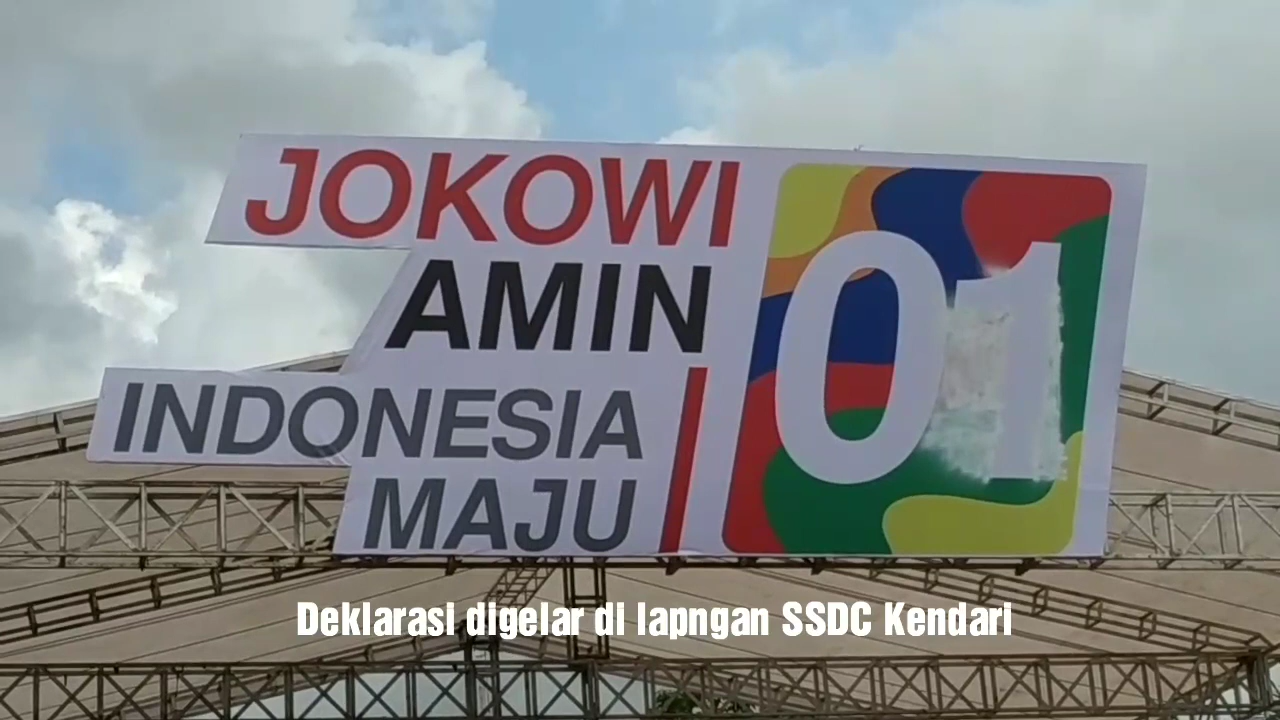 JOKOWI
AMIN
INDONESIA
MAJU
01
Deklarasi digelar di lapngan SSDC Kendari